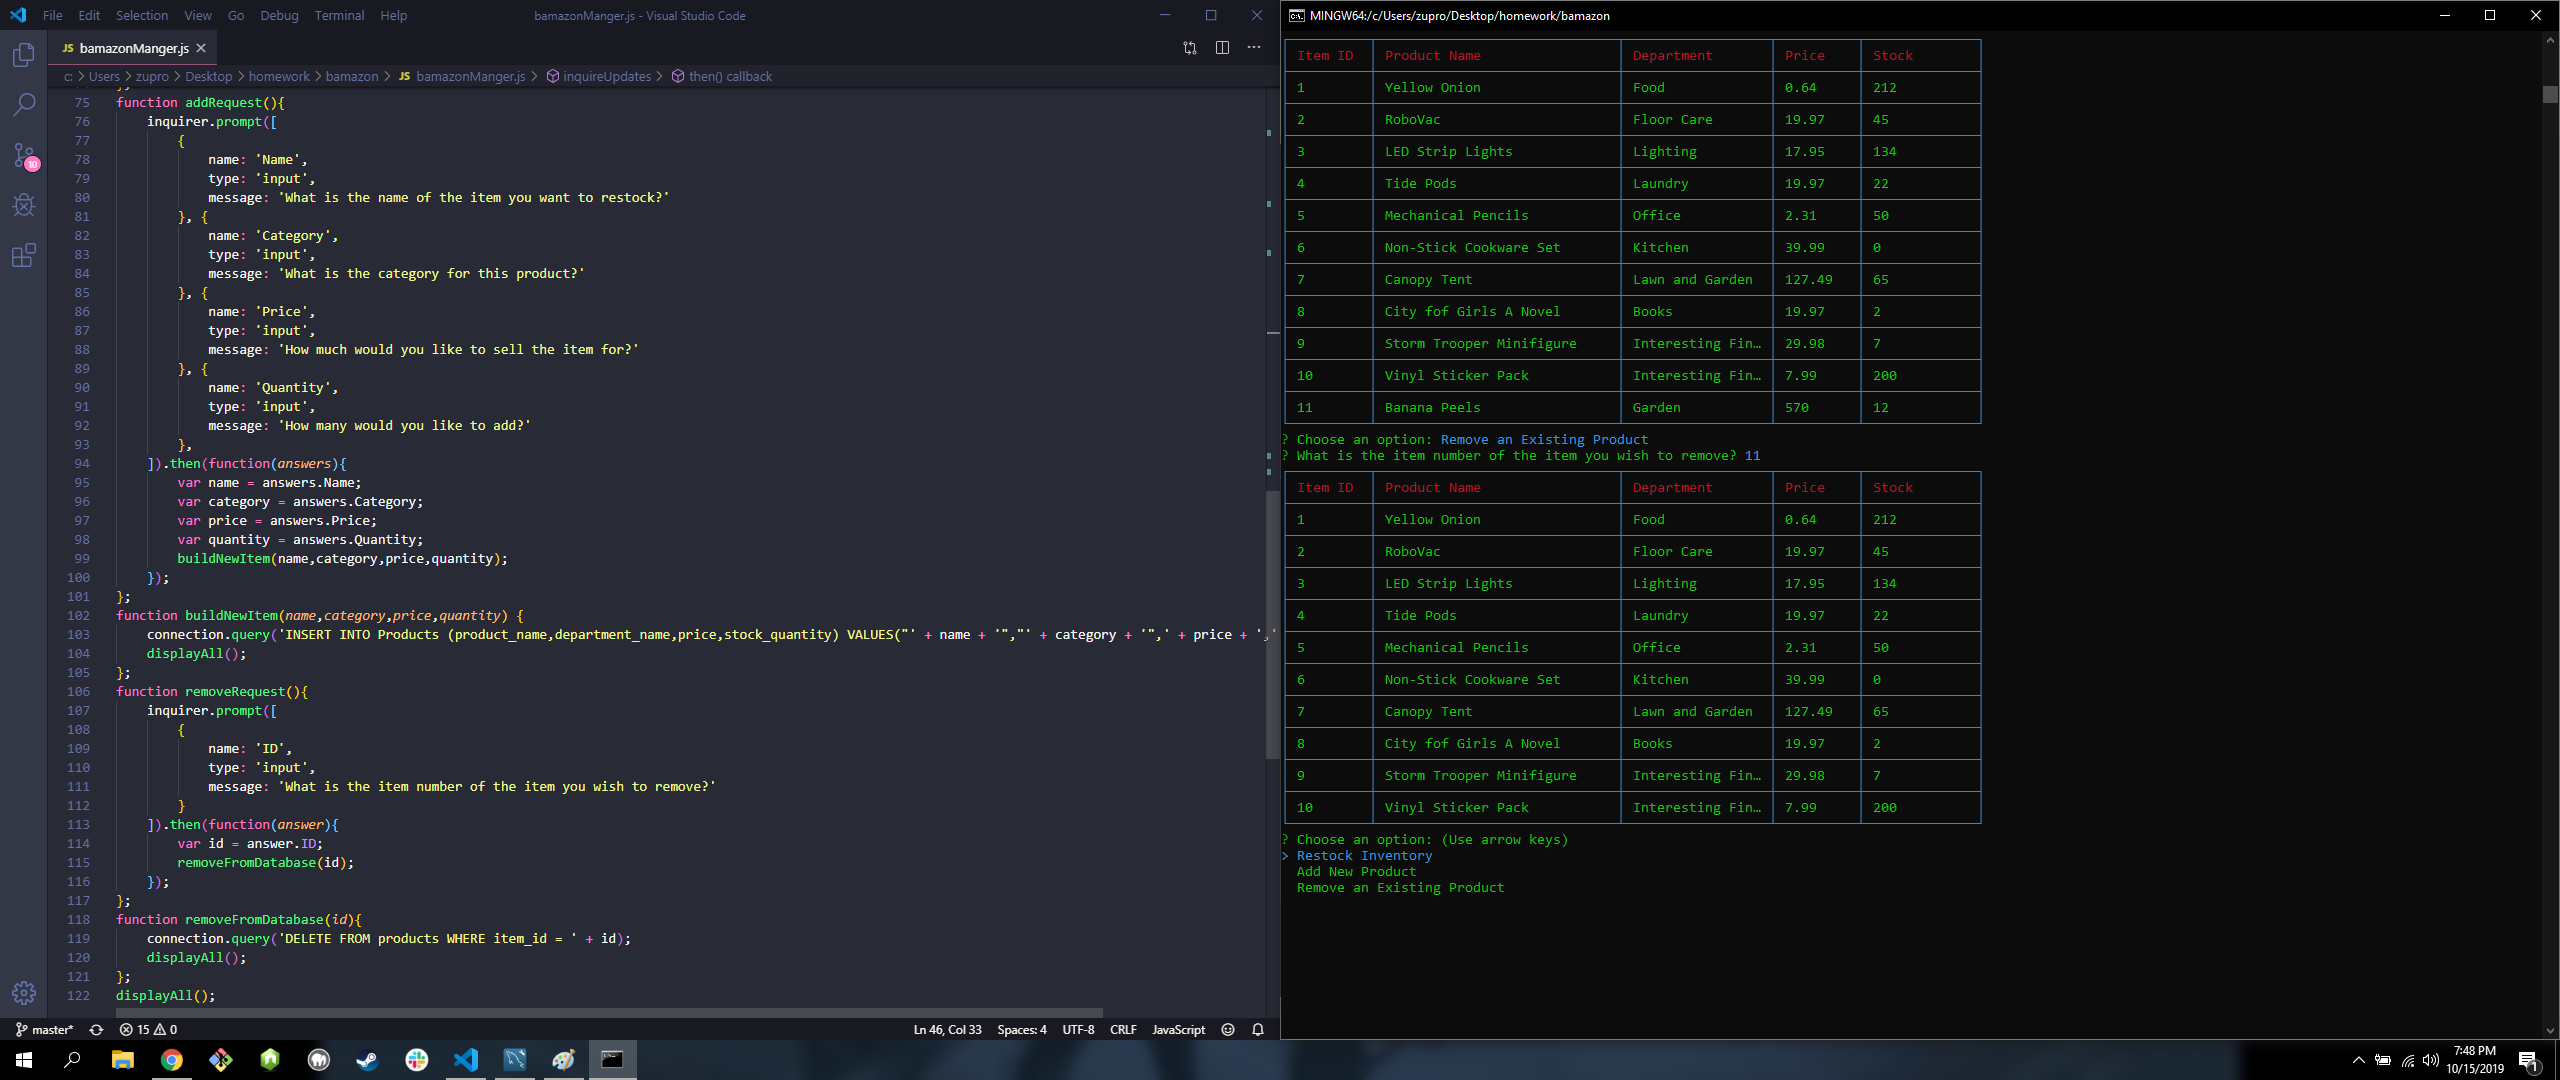 File Edit Selection View Go Debug Terminal Help
bamazonManger.js - Visual Studio Code
JS bamazonManger.js
c: > Users > zupro > Desktop > homework > bamazon > JS bamazonManger.js > inquireUpdates > then() callback
10
75 function addRequest(){
76 inquirer.prompt([
77 {
78 name: 'Name',
79 type: 'input',
80 message: 'What is the name of the item you want to restock?'
81 }, {
82 name: 'Category',
83 type: 'input',
84 message: 'What is the category for this product?'
85 }, {
86 name: 'Price',
87 type: 'input',
88 message: 'How much would you like to sell the item for?'
89 }, {
90 name: 'Quantity',
91 type: 'input',
92 message: 'How many would you like to add?'
93 },
94 ]).then(function(answers){
95 var name = answers.Name;
96 var category = answers.Category;
97 var price = answers.Price;
98 var quantity = answers.Quantity;
99 buildNewItem(name,category,price,quantity);
100 });
101 };
102 function buildNewItem(name,category,price,quantity) {
103 connection.query('INSERT INTO Products (product_name,department_name,price,stock_quantity) VALUES("' + name + '","' + category + '",' + price + ','
104 displayAll();
105 };
106 function removeRequest(){
107 inquirer.prompt([
108 {
109 name: 'ID',
110 type: 'input',
111 message: 'What is the item number of the item you wish to remove?'
112 }
113 ]).then(function(answer){
114 var id = answer.ID;
115 removeFromDatabase(id);
116 });
117 };
118 function removeFromDatabase(id){
119 connection.query('DELETE FROM products WHERE item_id = ' + id);
120 displayAll();
121 };
122 displayAll();
master* 15 0 Ln 46, Col 33 Spaces: 4 UTF-8 CRLF JavaScript
MINGW64:/c/Users/zupro/Desktop/homework/bamazon
Item ID Product Name Department Price Stock
1 Yellow Onion Food 0.64 212
2 RoboVac Floor Care 19.97 45
3 LED Strip Lights Lighting 17.95 134
4 Tide Pods Laundry 19.97 22
5 Mechanical Pencils Office 2.31 50
6 Non-Stick Cookware Set Kitchen 39.99 0
7 Canopy Tent Lawn and Garden 127.49 65
8 City fof Girls A Novel Books 19.97 2
9 Storm Trooper Minifigure Interesting Fin… 29.98 7
10 Vinyl Sticker Pack Interesting Fin… 7.99 200
11 Banana Peels Garden 570 12
? Choose an option: Remove an Existing Product
? What is the item number of the item you wish to remove? 11
Item ID Product Name Department Price Stock
1 Yellow Onion Food 0.64 212
2 RoboVac Floor Care 19.97 45
3 LED Strip Lights Lighting 17.95 134
4 Tide Pods Laundry 19.97 22
5 Mechanical Pencils Office 2.31 50
6 Non-Stick Cookware Set Kitchen 39.99 0
7 Canopy Tent Lawn and Garden 127.49 65
8 City fof Girls A Novel Books 19.97 2
9 Storm Trooper Minifigure Interesting Fin… 29.98 7
10 Vinyl Sticker Pack Interesting Fin… 7.99 200
? Choose an option: (Use arrow keys)
> Restock Inventory
Add New Product
Remove an Existing Product
7:48 PM
10/15/2019
1